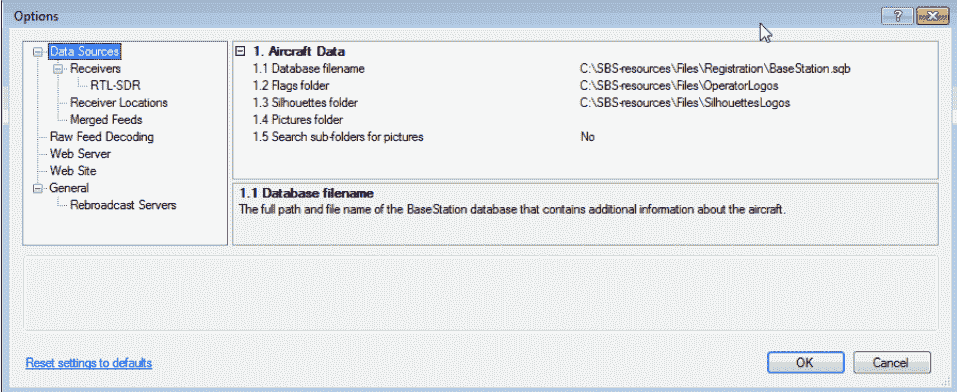 Options
Data Sources
Receivers
RTL-SDR
Receiver Locations
Merged Feeds
Raw Feed Decoding
Web Server
Web Site
General
Rebroadcast Servers
1. Aircraft Data
1.1 Database filename C:\SBS-resources\Files\Registration\BaseStation.sqb
1.2 Flags folder C:\SBS-resources\Files\OperatorLogos
1.3 Silhouettes folder C:\SBS-resources\Files\SilhouettesLogos
1.4 Pictures folder
1.5 Search sub-folders for pictures No
1.1 Database filename
The full path and file name of the BaseStation database that contains additional information about the aircraft.
Reset settings to defaults
OK
Cancel